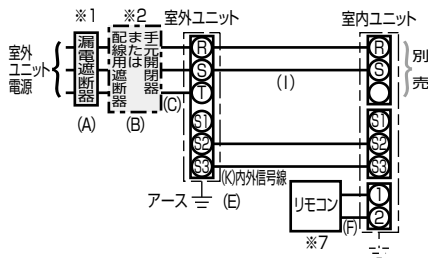 ※1
※2
室外ユニット
室内ユニット
室外
ユニット
電源
漏電遮断器
手元開閉器
または
配線用遮断器
(A)
(B)
(C)
R
S
T
S1
S2
S3
アース
(E)
(I)
(K)内外信号線
R
S
S1
S2
S3
別売
リモコン
※7
(F)
1
2